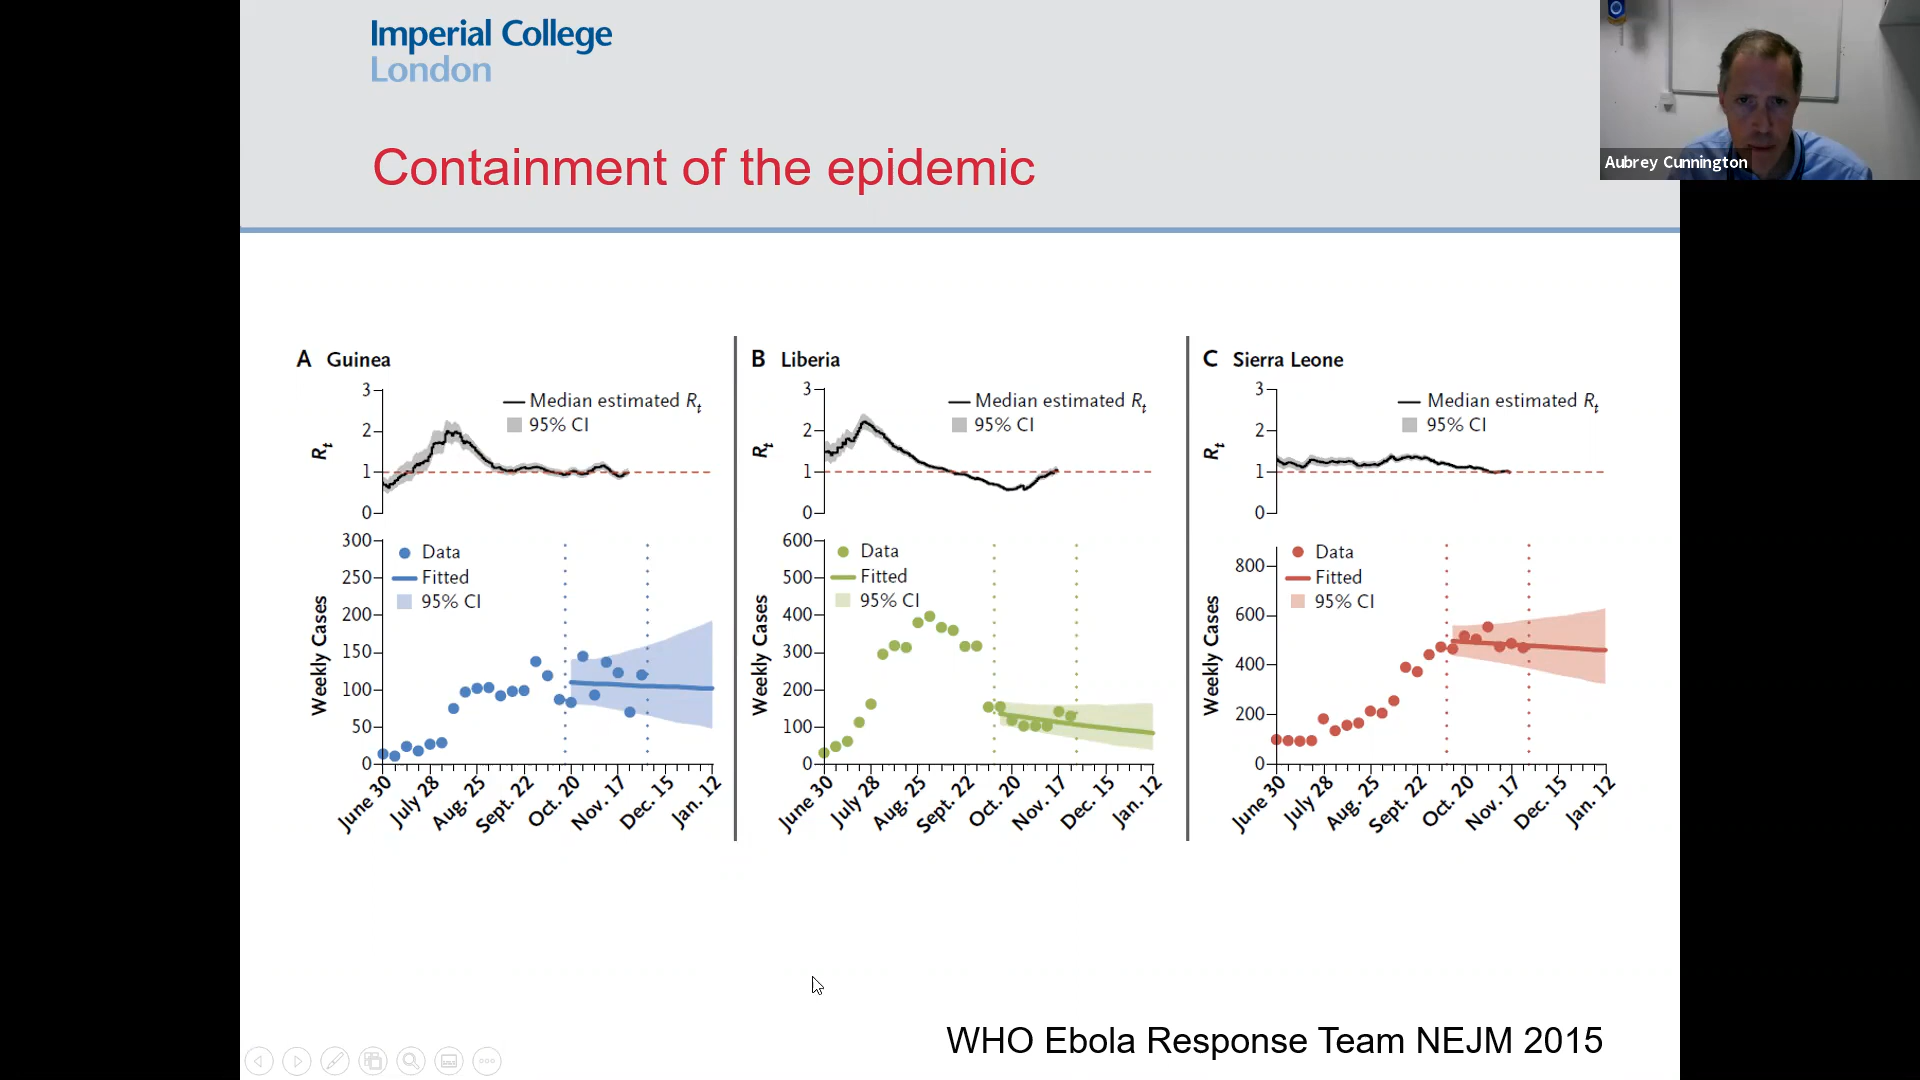 Imperial College
London
Containment of the epidemic
Aubrey Cunnington
A Guinea
3
2
1
0
Rt
Median estimated Rt
95% CI
300
250
200
150
100
50
0
Weekly Cases
Data
Fitted
95% CI
June 30
July 28
Aug. 25
Sept. 22
Oct. 20
Nov. 17
Dec. 15
Jan. 12
B Liberia
3
2
1
0
Rt
Median estimated Rt
95% CI
600
500
400
300
200
100
0
Weekly Cases
Data
Fitted
95% CI
June 30
July 28
Aug. 25
Sept. 22
Oct. 20
Nov. 17
Dec. 15
Jan. 12
C Sierra Leone
3
2
1
0
Rt
Median estimated Rt
95% CI
800
600
400
200
0
Weekly Cases
Data
Fitted
95% CI
June 30
July 28
Aug. 25
Sept. 22
Oct. 20
Nov. 17
Dec. 15
Jan. 12
WHO Ebola Response Team NEJM 2015